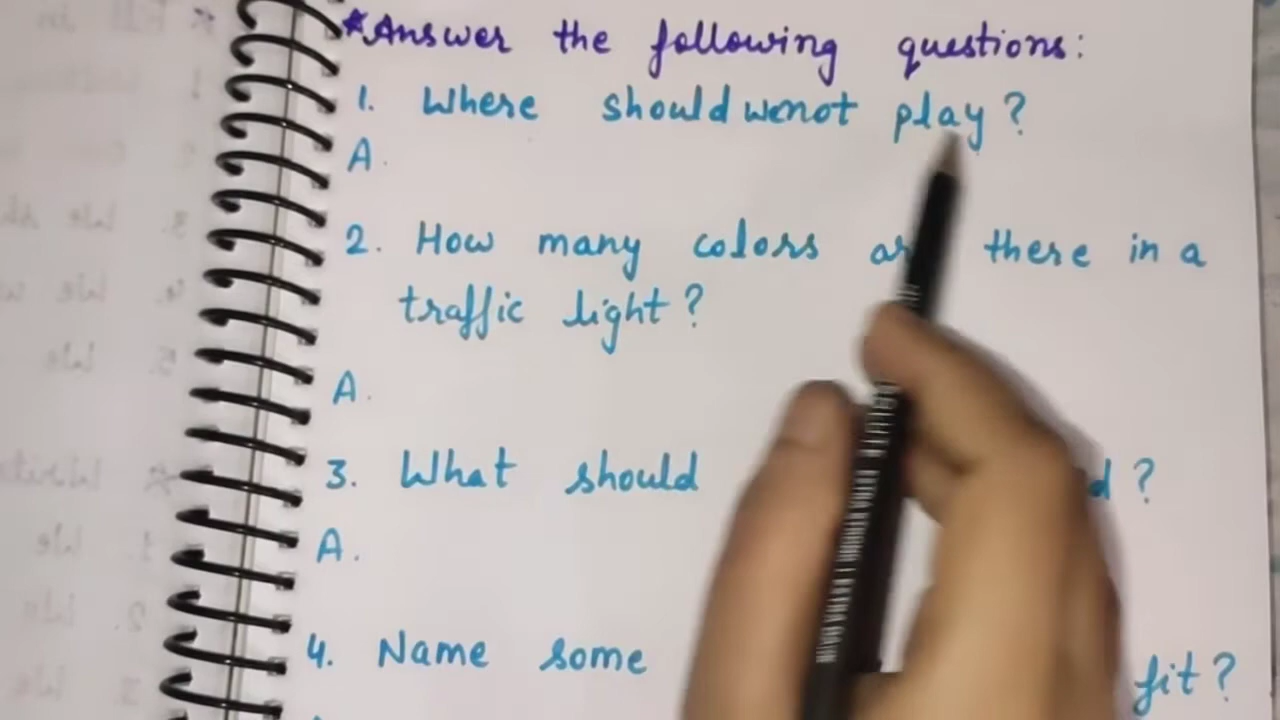 *Answer the following questions:
1. Where should we not play?
A.
2. How many colors there in a
traffic light?
A.
3. What should ?
A.
4. Name some fit?